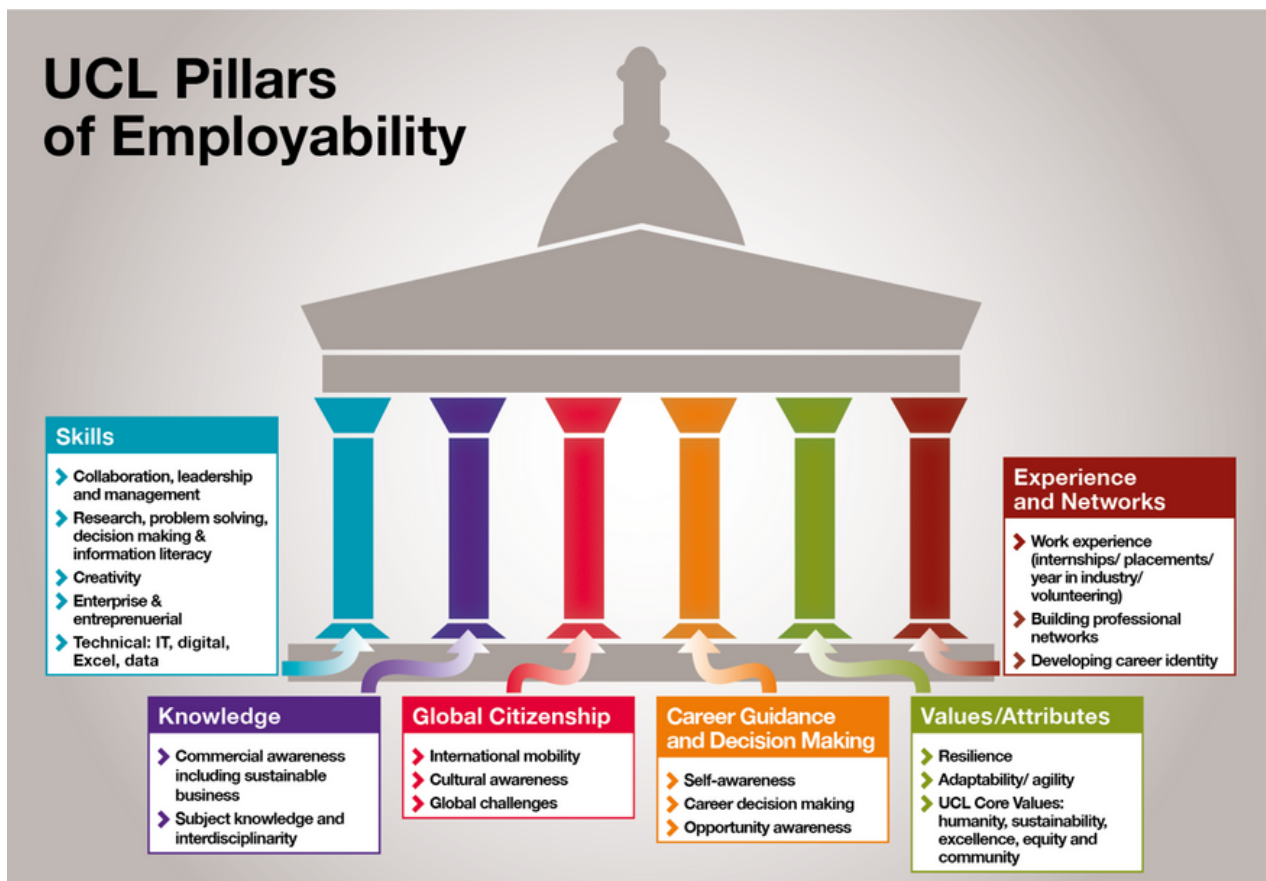 UCL Pillars
of Employability
Skills
Collaboration, leadership
and management
Research, problem solving,
decision making &
information literacy
Creativity
Enterprise &
entreprenuerial
Technical: IT, digital,
Excel, data
Knowledge
Commercial awareness
including sustainable
business
Subject knowledge and
interdisciplinarity
Global Citizenship
International mobility
Cultural awareness
Global challenges
Career Guidance
and Decision Making
Self-awareness
Career decision making
Opportunity awareness
Values/Attributes
Resilience
Adaptability/ agility
UCL Core Values:
humanity, sustainability,
excellence, equity and
community
Experience
and Networks
Work experience
(internships/ placements/
year in industry/
volunteering)
Building professional
networks
Developing career identity